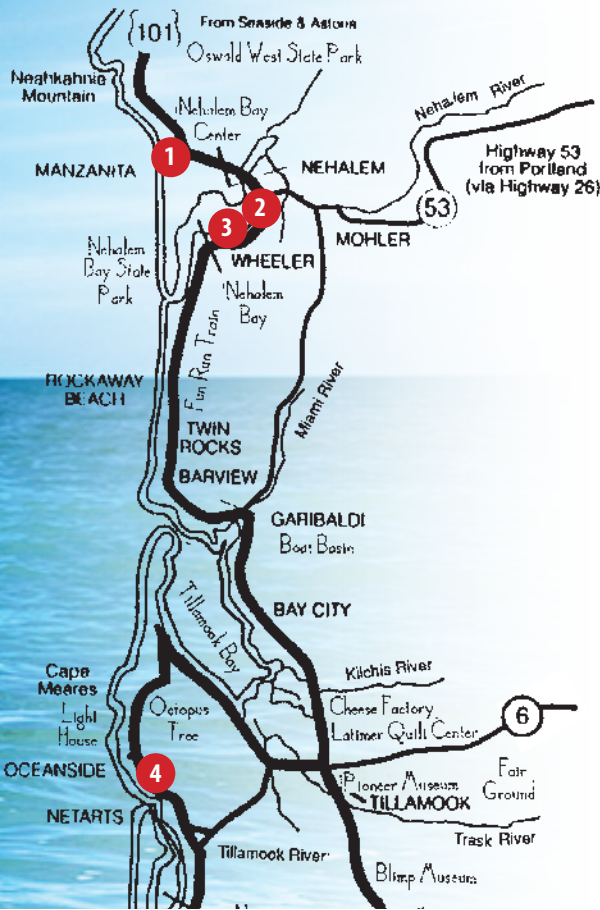 {101}
From Seaside & Astoria
Oswald West State Park
Neahkahnie
Mountain
Nehalem Bay
Center
Nehalem River
1
MANZANITA
NEHALEM
Highway 53
from Portland
(via Highway 26)
2
53
3
MOHLER
WHEELER
Nehalem
Bay State
Park
Nehalem
Bay
Fun Run Train
Miami River
ROCKAWAY
BEACH
TWIN
ROCKS
BARVIEW
GARIBALDI
Boat Basin
BAY CITY
Tillamook Bay
Kilchis River
Cape
Meares
Light
House
Octopus
Tree
Cheese Factory
Latimer Quilt Center
6
OCEANSIDE
4
Pioneer Museum
Fair
Ground
TILLAMOOK
NETARTS
Trask River
Tillamook River
Blimp Museum